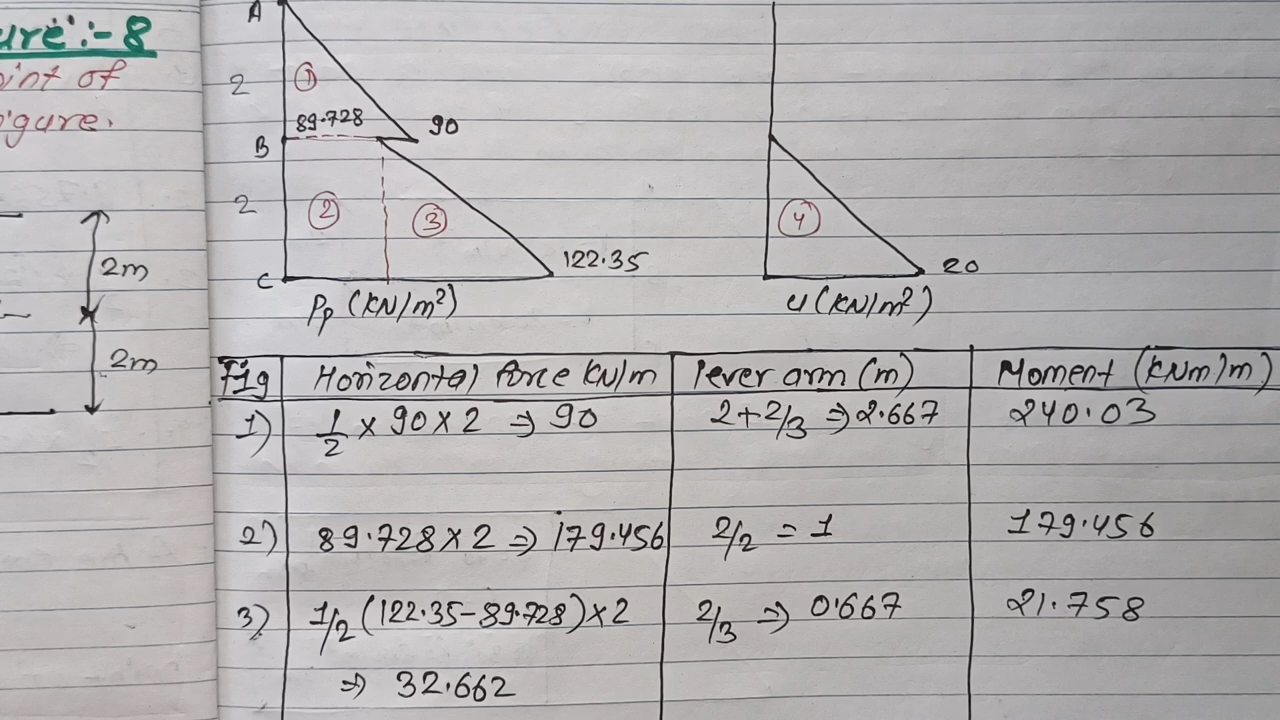 ure:-8
oint of
igure.
2m
2m
A
2
①
89.728
90
B
2
②
③
122.35
C
Pp (KN/m²)
④
20
u (KN/m²)
Fig | Horizontal force KN/m | lever arm (m) | Moment (KNm/m)
1) | 1/2 × 90 × 2 ⇒ 90 | 2+2/3 ⇒ 2.667 | 240.03
2) | 89.728 × 2 ⇒ 179.456 | 2/2 = 1 | 179.456
3) | 1/2 (122.35-89.728) × 2 | 2/3 ⇒ 0.667 | 21.758
⇒ 32.662